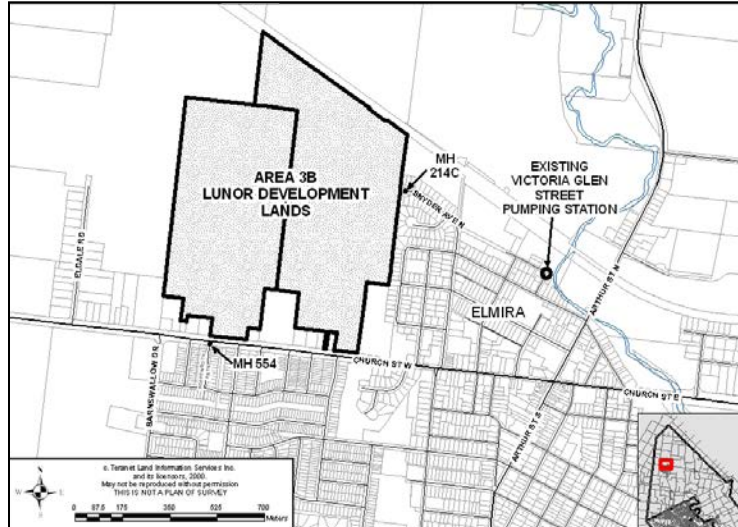 AREA 3B
LUNOR DEVELOPMENT
LANDS
MH
214C
SNYDER AVE N
EXISTING
VICTORIA GLEN
STREET
PUMPING STATION
ARTHUR ST N
ELMIRA
ELDALE RD
BARNSWALLOW DR
MH 554
CHURCH ST W
CHURCH ST E
ARTHUR ST S
c. Teranet Land Information Services Inc.
and its licensors, 2000.
May not be reproduced without permission
THIS IS NOT A PLAN OF SURVEY
W E
0 87.5 175 350 525 700
Meters